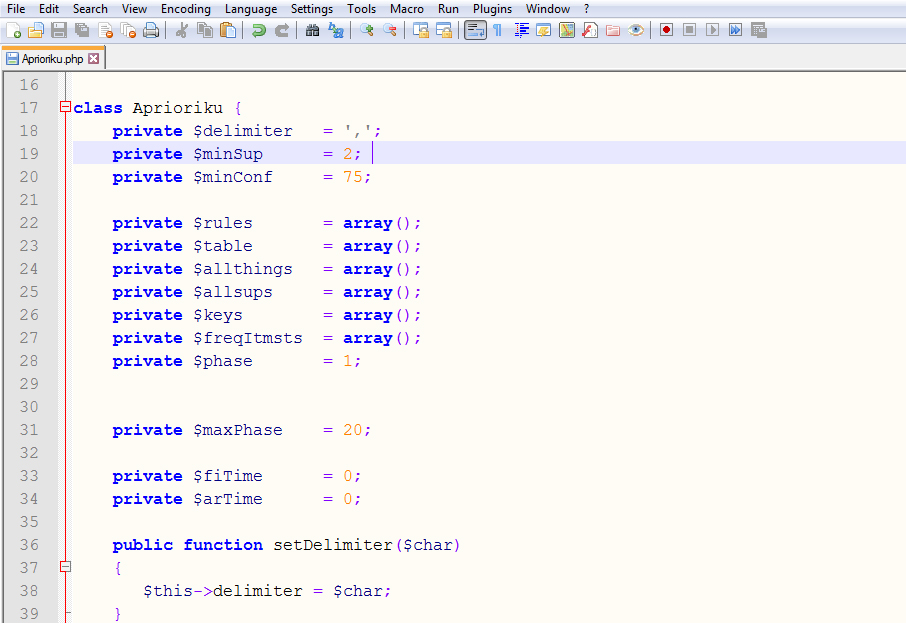 File Edit Search View Encoding Language Settings Tools Macro Run Plugins Window ?
Aprioriku.php
16
17 class Aprioriku {
18 private $delimiter = ',';
19 private $minSup = 2;
20 private $minConf = 75;
21
22 private $rules = array();
23 private $table = array();
24 private $allthings = array();
25 private $allsups = array();
26 private $keys = array();
27 private $freqItmsts = array();
28 private $phase = 1;
29
30
31 private $maxPhase = 20;
32
33 private $fiTime = 0;
34 private $arTime = 0;
35
36 public function setDelimiter($char)
37 {
38 $this->delimiter = $char;
39 }